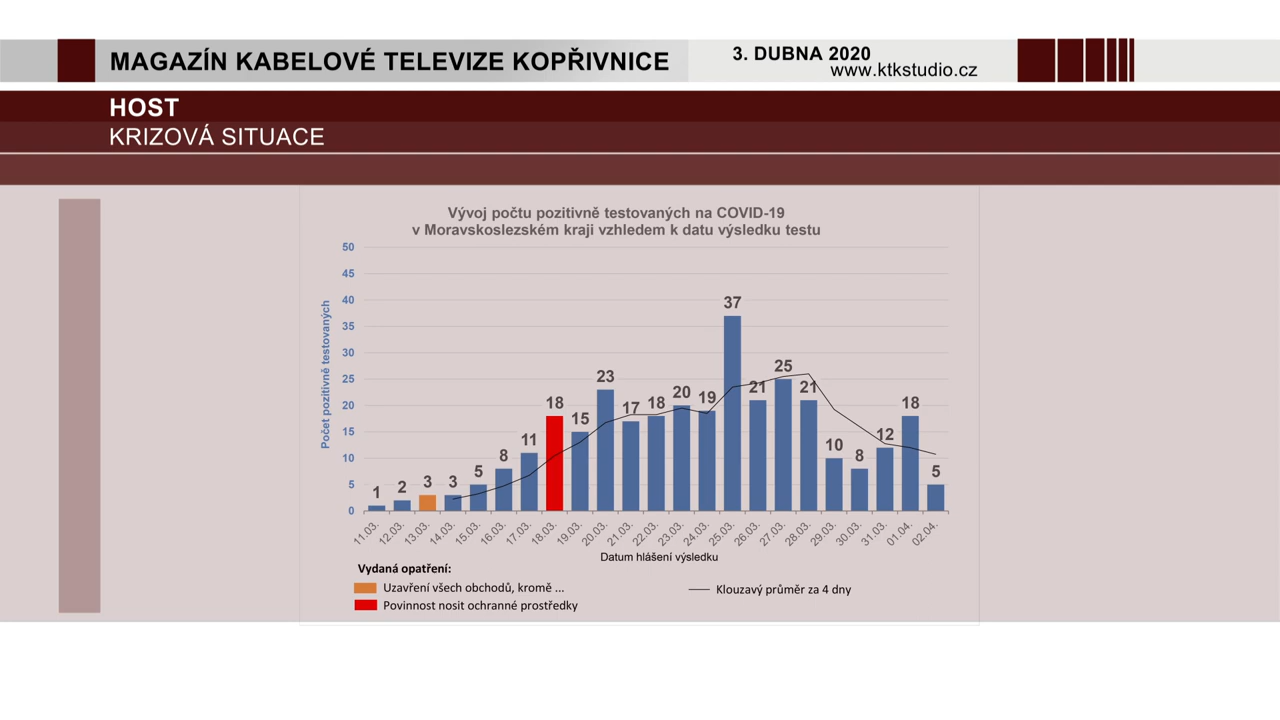 MAGAZÍN KABELOVÉ TELEVIZE KOPŘIVNICE
3. DUBNA 2020
www.ktkstudio.cz
HOST
KRIZOVÁ SITUACE
Vývoj počtu pozitivně testovaných na COVID-19
v Moravskoslezském kraji vzhledem k datu výsledku testu
Počet pozitivně testovaných
50
45
40
35
30
25
20
15
10
5
0
1 2 3 3 5 8 11 18 15 23 17 18 20 19 37 21 25 21 10 8 12 18 5
11.03. 12.03. 13.03. 14.03. 15.03. 16.03. 17.03. 18.03. 19.03. 20.03. 21.03. 22.03. 23.03. 24.03. 25.03. 26.03. 27.03. 28.03. 29.03. 30.03. 31.03. 01.04. 02.04.
Datum hlášení výsledku
Vydaná opatření:
Uzavření všech obchodů, kromě ...
Klouzavý průměr za 4 dny
Povinnost nosit ochranné prostředky